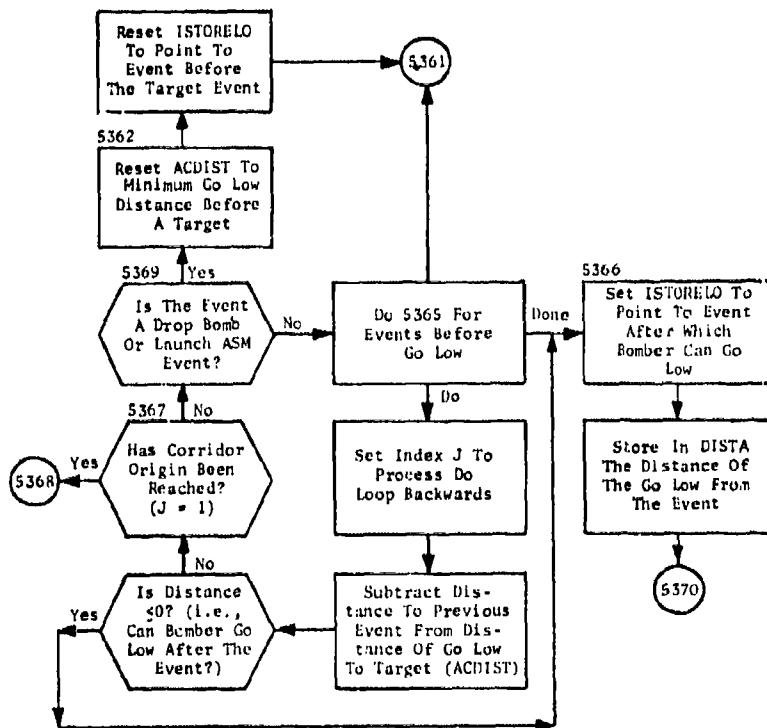 Reset ISTORELO
To Point To
Event Before
The Target Event
5361
5362
Reset ACDIST To
Minimum Go Low
Distance Before
A Target
5369
Yes
Is The Event
A Drop Bomb
Or Launch ASM
Event?
No
Do 5365 For
Events Before
Go Low
Done
5366
Set ISTORELO To
Point To Event
After Which
Bomber Can Go
Low
Do
5367
No
Has Corridor
Origin Been
Reached?
(J = 1)
Yes
5368
Set Index J To
Process Do
Loop Backwards
Store In DISTA
The Distance Of
The Go Low From
The Event
5370
No
Is Distance
≤0? (i.e.,
Can Bomber Go
Low After The
Event?)
Yes
Subtract Dis-
tance To Previous
Event From Dis-
tance Of Go Low
To Target (ACDIST)